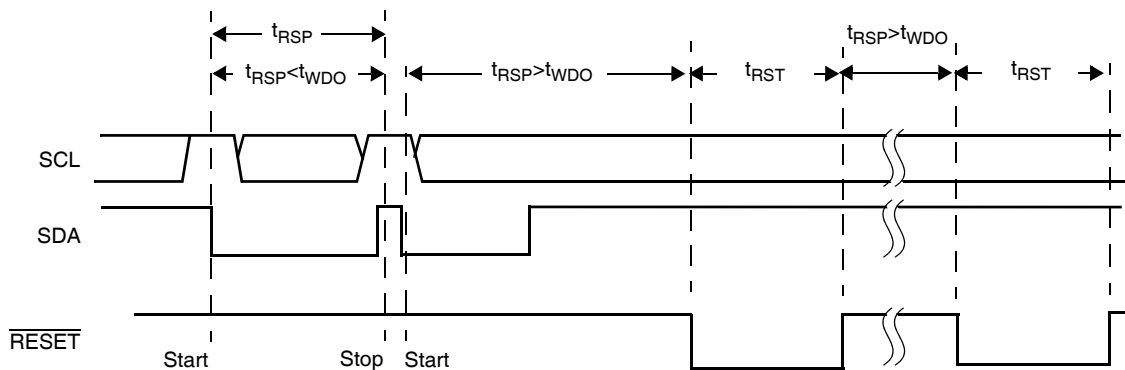 tRSP
tRSP<tWDO
tRSP>tWDO
tRST
tRSP>tWDO
tRST
SCL
SDA
RESET
Start
Stop
Start